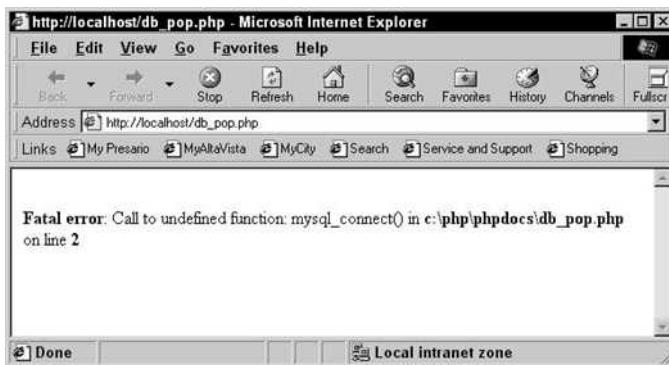 http://localhost/db_pop.php - Microsoft Internet Explorer
File Edit View Go Favorites Help
Back Forward Stop Refresh Home Search Favorites History Channels Fullscr
Address http://localhost/db_pop.php
Links My Presario MyAltaVista MyCity Search Service and Support Shopping
Fatal error: Call to undefined function: mysql_connect() in c:\php\phpdocs\db_pop.php
on line 2
Done Local intranet zone